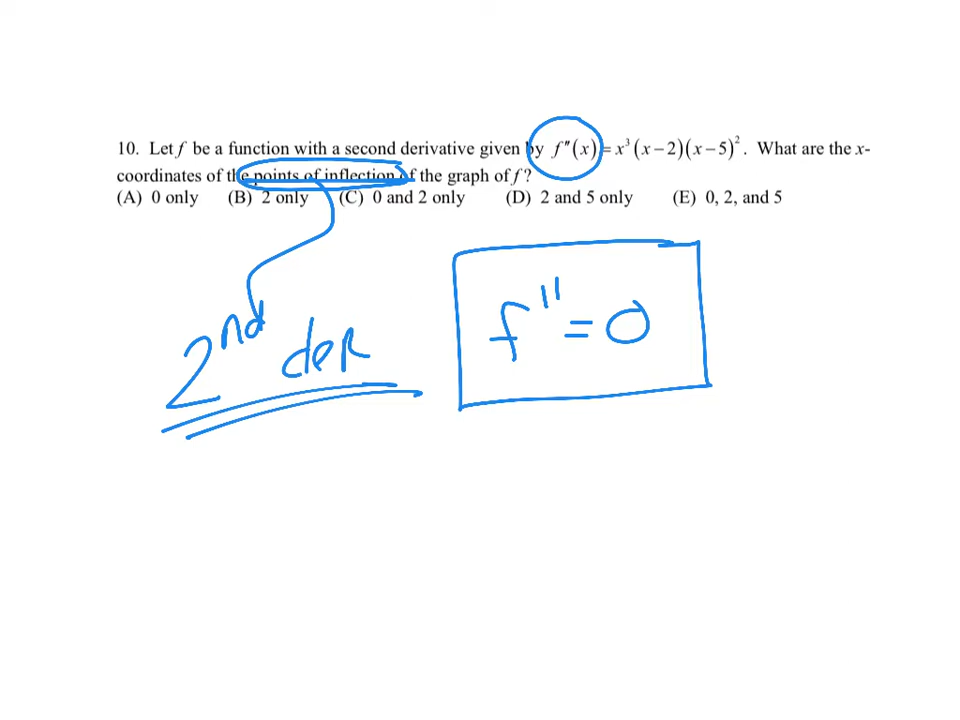 10. Let f be a function with a second derivative given by f''(x) = x³(x−2)(x−5)². What are the x-
coordinates of the points of inflection of the graph of f?
(A) 0 only (B) 2 only (C) 0 and 2 only (D) 2 and 5 only (E) 0, 2, and 5
2nd der
f'' = 0